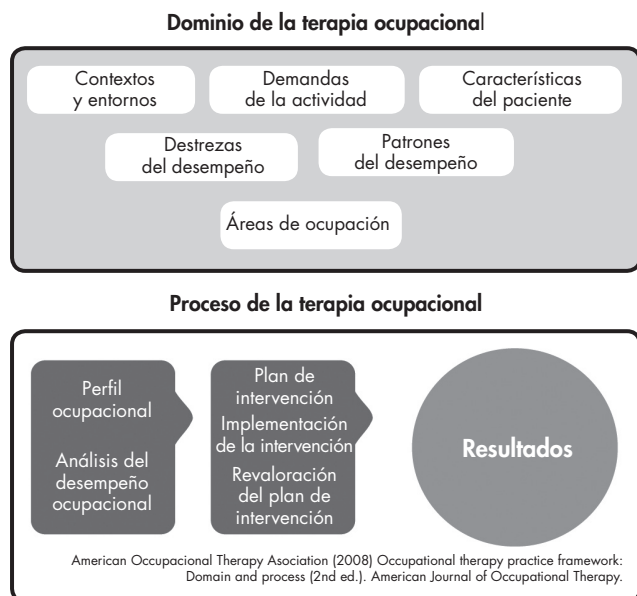 Dominio de la terapia ocupacional
Contextos
y entornos
Demandas
de la actividad
Características
del paciente
Destrezas
del desempeño
Patrones
del desempeño
Áreas de ocupación
Proceso de la terapia ocupacional
Perfil
ocupacional
Análisis del
desempeño
ocupacional
Plan de
intervención
Implementación
de la intervención
Revaloración
del plan de
intervención
Resultados
American Occupacional Therapy Asociation (2008) Occupational therapy practice framework:
Domain and process (2nd ed.). American Journal of Occupational Therapy.